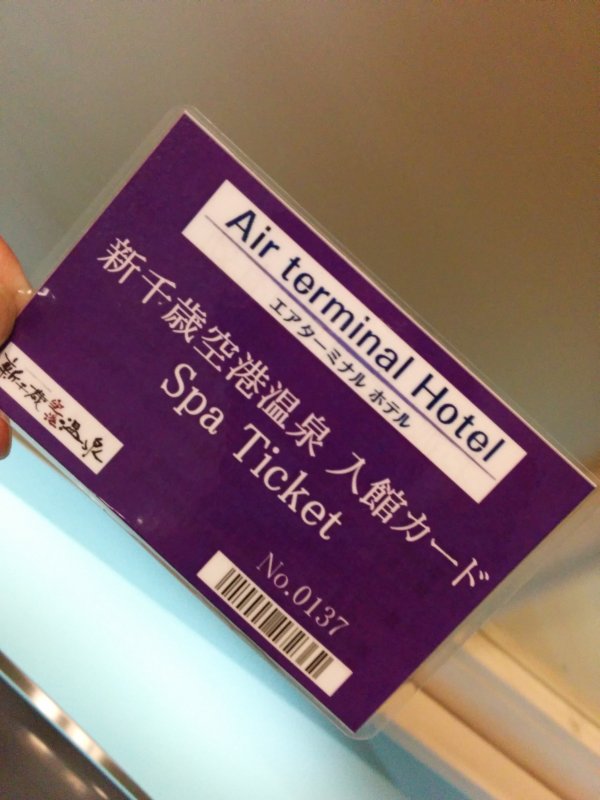 Air terminal Hotel
エアターミナル ホテル
新千歳空港温泉 入館カード
Spa Ticket
No.0137
新千歳空港温泉